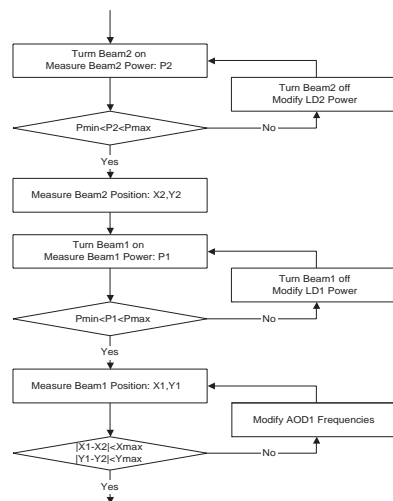 Turn Beam2 on
Measure Beam2 Power: P2
Turn Beam2 off
Modify LD2 Power
Pmin<P2<Pmax
No
Yes
Measure Beam2 Position: X2,Y2
Turn Beam1 on
Measure Beam1 Power: P1
Turn Beam1 off
Modify LD1 Power
Pmin<P1<Pmax
No
Yes
Measure Beam1 Position: X1,Y1
Modify AOD1 Frequencies
|X1-X2|<Xmax
|Y1-Y2|<Ymax
No
Yes